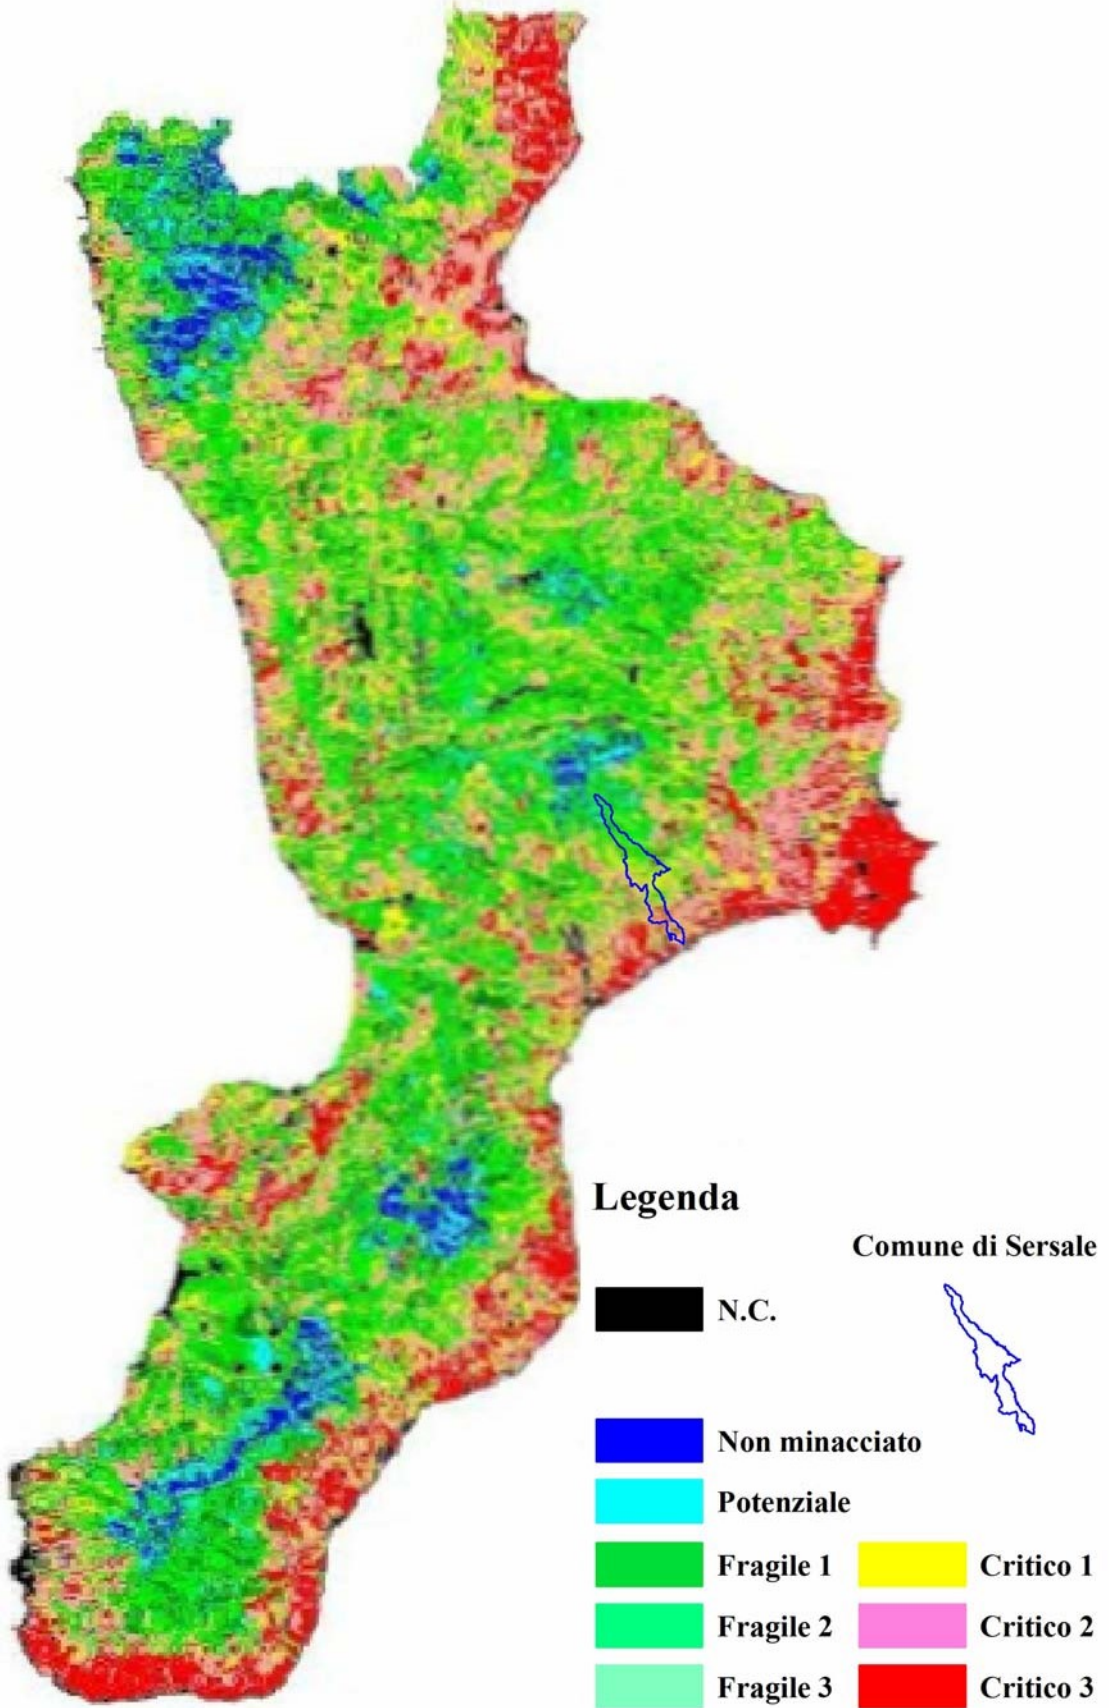 Legenda
Comune di Sersale
N.C.
Non minacciato
Potenziale
Fragile 1 Critico 1
Fragile 2 Critico 2
Fragile 3 Critico 3